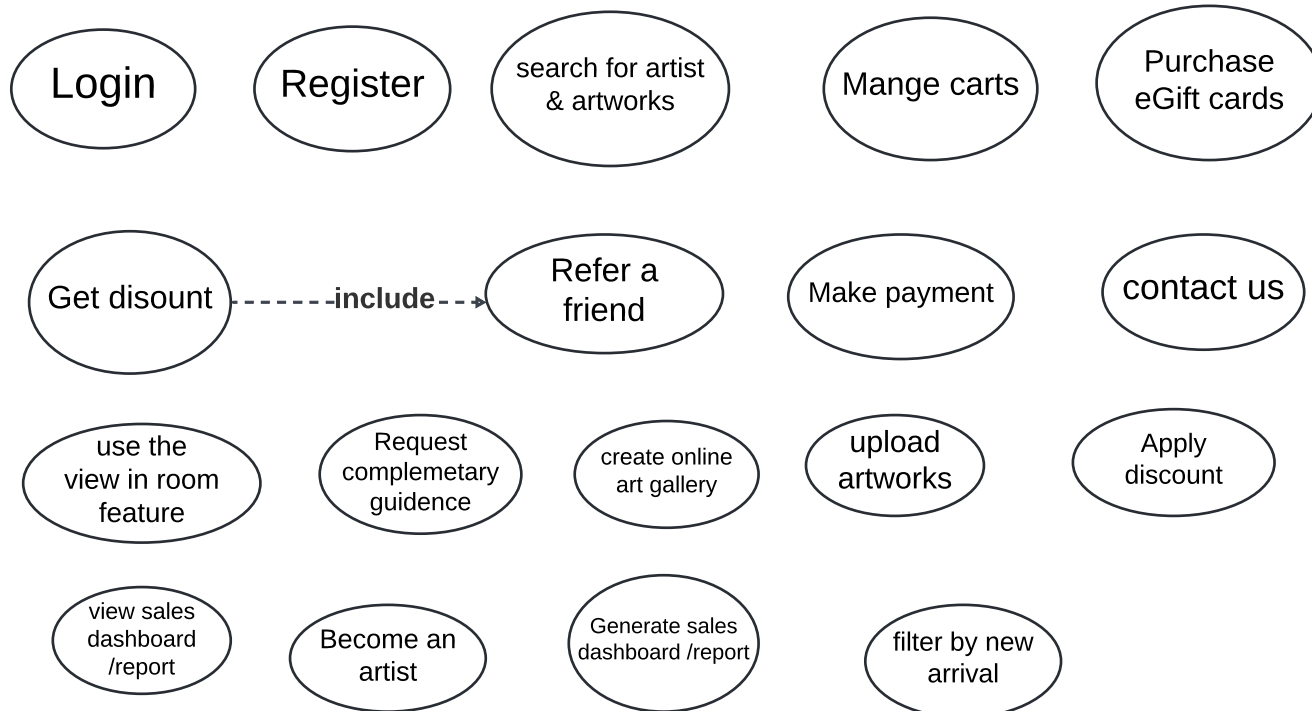 Login
Register
search for artist
& artworks
Mange carts
Purchase
eGift cards
Get disount
include
Refer a
friend
Make payment
contact us
use the
view in room
feature
Request
complemetary
guidence
create online
art gallery
upload
artworks
Apply
discount
view sales
dashboard
/report
Become an
artist
Generate sales
dashboard /report
filter by new
arrival